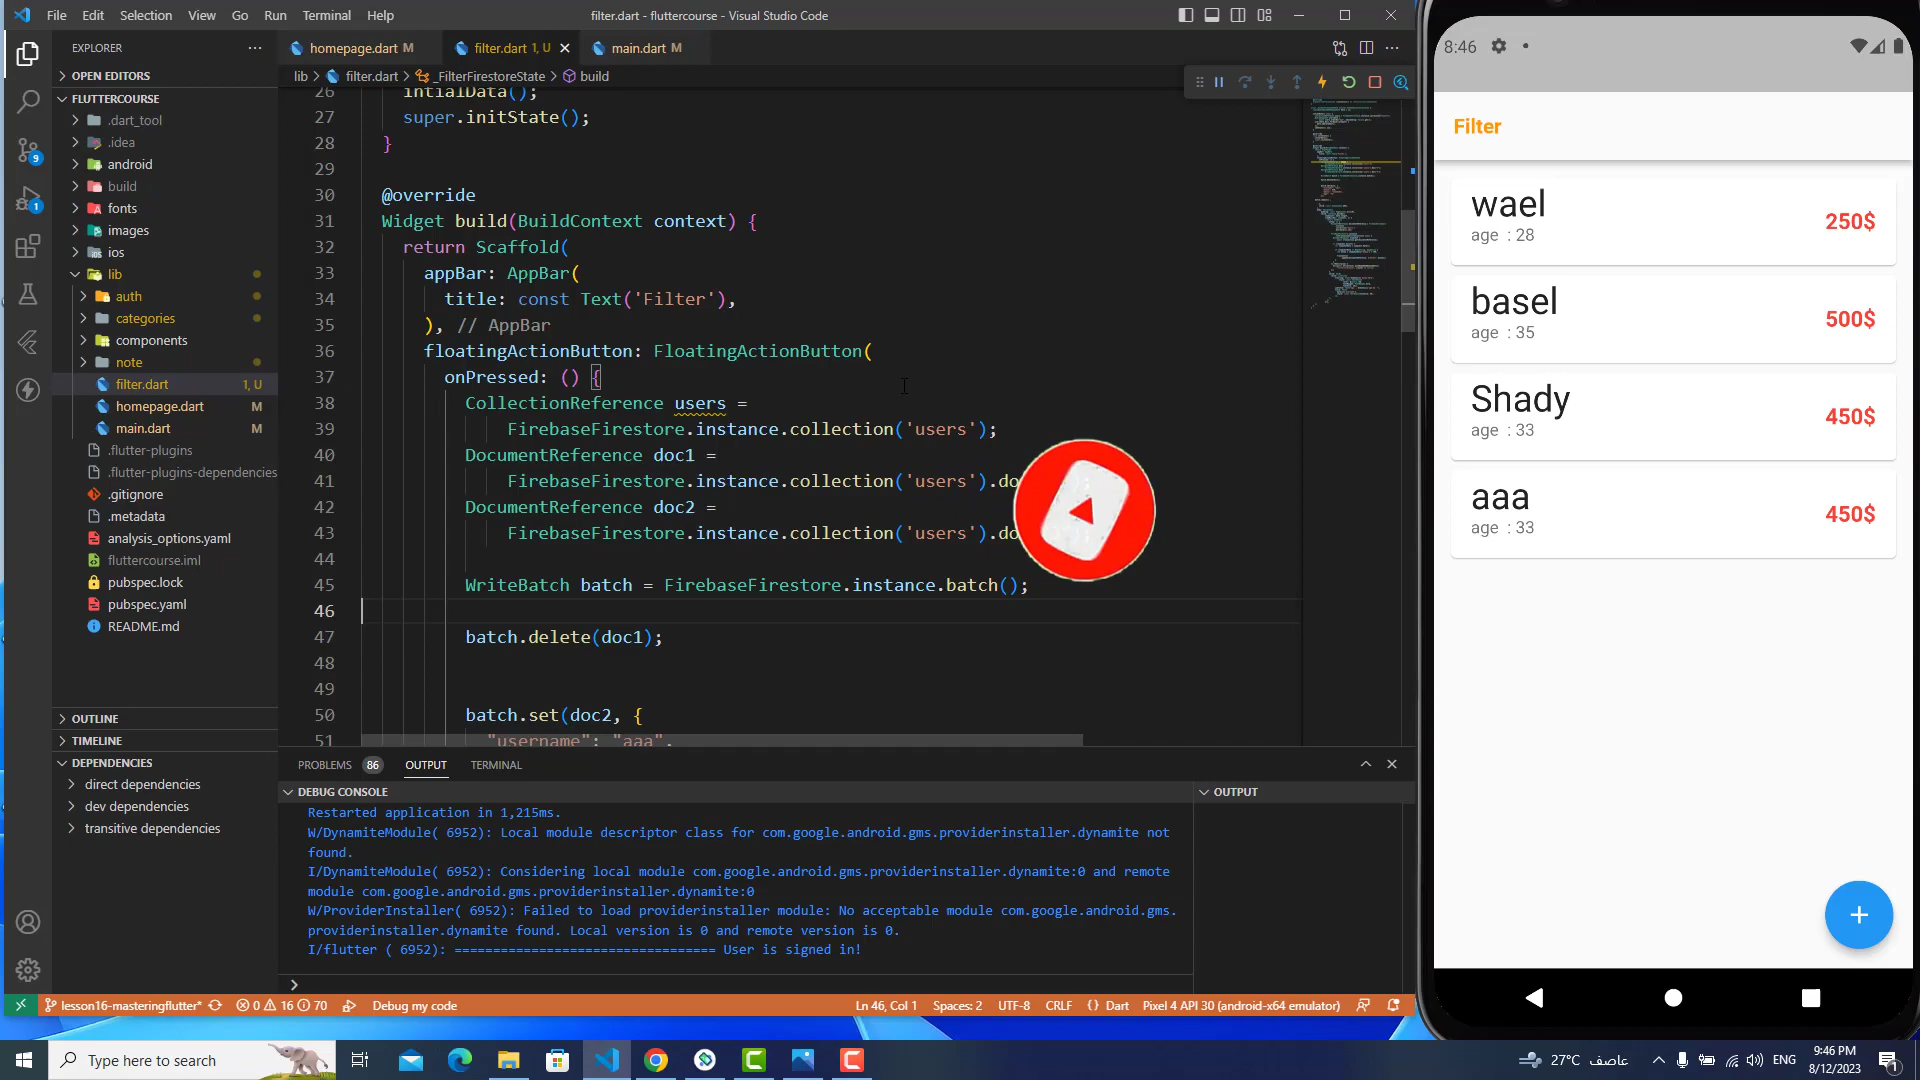 File Edit Selection View Go Run Terminal Help
filter.dart - fluttercourse - Visual Studio Code
EXPLORER
OPEN EDITORS
FLUTTERCOURSE
.dart_tool
.idea
android
build
fonts
images
ios
lib
auth
categories
components
note
filter.dart 1, U
homepage.dart M
main.dart M
.flutter-plugins
.flutter-plugins-dependencies
.gitignore
.metadata
analysis_options.yaml
fluttercourse.iml
pubspec.lock
pubspec.yaml
README.md
OUTLINE
TIMELINE
DEPENDENCIES
direct dependencies
dev dependencies
transitive dependencies
9
1
homepage.dart M filter.dart 1, U main.dart M
lib > filter.dart > _FilterFirestoreState > build
26 intialData();
27 super.initState();
28 }
29
30 @override
31 Widget build(BuildContext context) {
32 return Scaffold(
33 appBar: AppBar(
34 title: const Text('Filter'),
35 ), // AppBar
36 floatingActionButton: FloatingActionButton(
37 onPressed: () {
38 CollectionReference users =
39 FirebaseFirestore.instance.collection('users');
40 DocumentReference doc1 =
41 FirebaseFirestore.instance.collection('users').do
42 DocumentReference doc2 =
43 FirebaseFirestore.instance.collection('users').do
44
45 WriteBatch batch = FirebaseFirestore.instance.batch();
46
47 batch.delete(doc1);
48
49
50 batch.set(doc2, {
51 "username": "aaa",
PROBLEMS 86 OUTPUT TERMINAL
DEBUG CONSOLE
Restarted application in 1,215ms.
W/DynamiteModule( 6952): Local module descriptor class for com.google.android.gms.providerinstaller.dynamite not
found.
I/DynamiteModule( 6952): Considering local module com.google.android.gms.providerinstaller.dynamite:0 and remote
module com.google.android.gms.providerinstaller.dynamite:0
W/ProviderInstaller( 6952): Failed to load providerinstaller module: No acceptable module com.google.android.gms.
providerinstaller.dynamite found. Local version is 0 and remote version is 0.
I/flutter ( 6952): ================================== User is signed in!
OUTPUT
lesson16-masteringflutter* 0 16 70 Debug my code
Ln 46, Col 1 Spaces: 2 UTF-8 CRLF {} Dart Pixel 4 API 30 (android-x64 emulator)
8:46
Filter
wael
age : 28
250$
basel
age : 35
500$
Shady
age : 33
450$
aaa
age : 33
450$
+
Type here to search
27°C عاصف
ENG
9:46 PM
8/12/2023
1